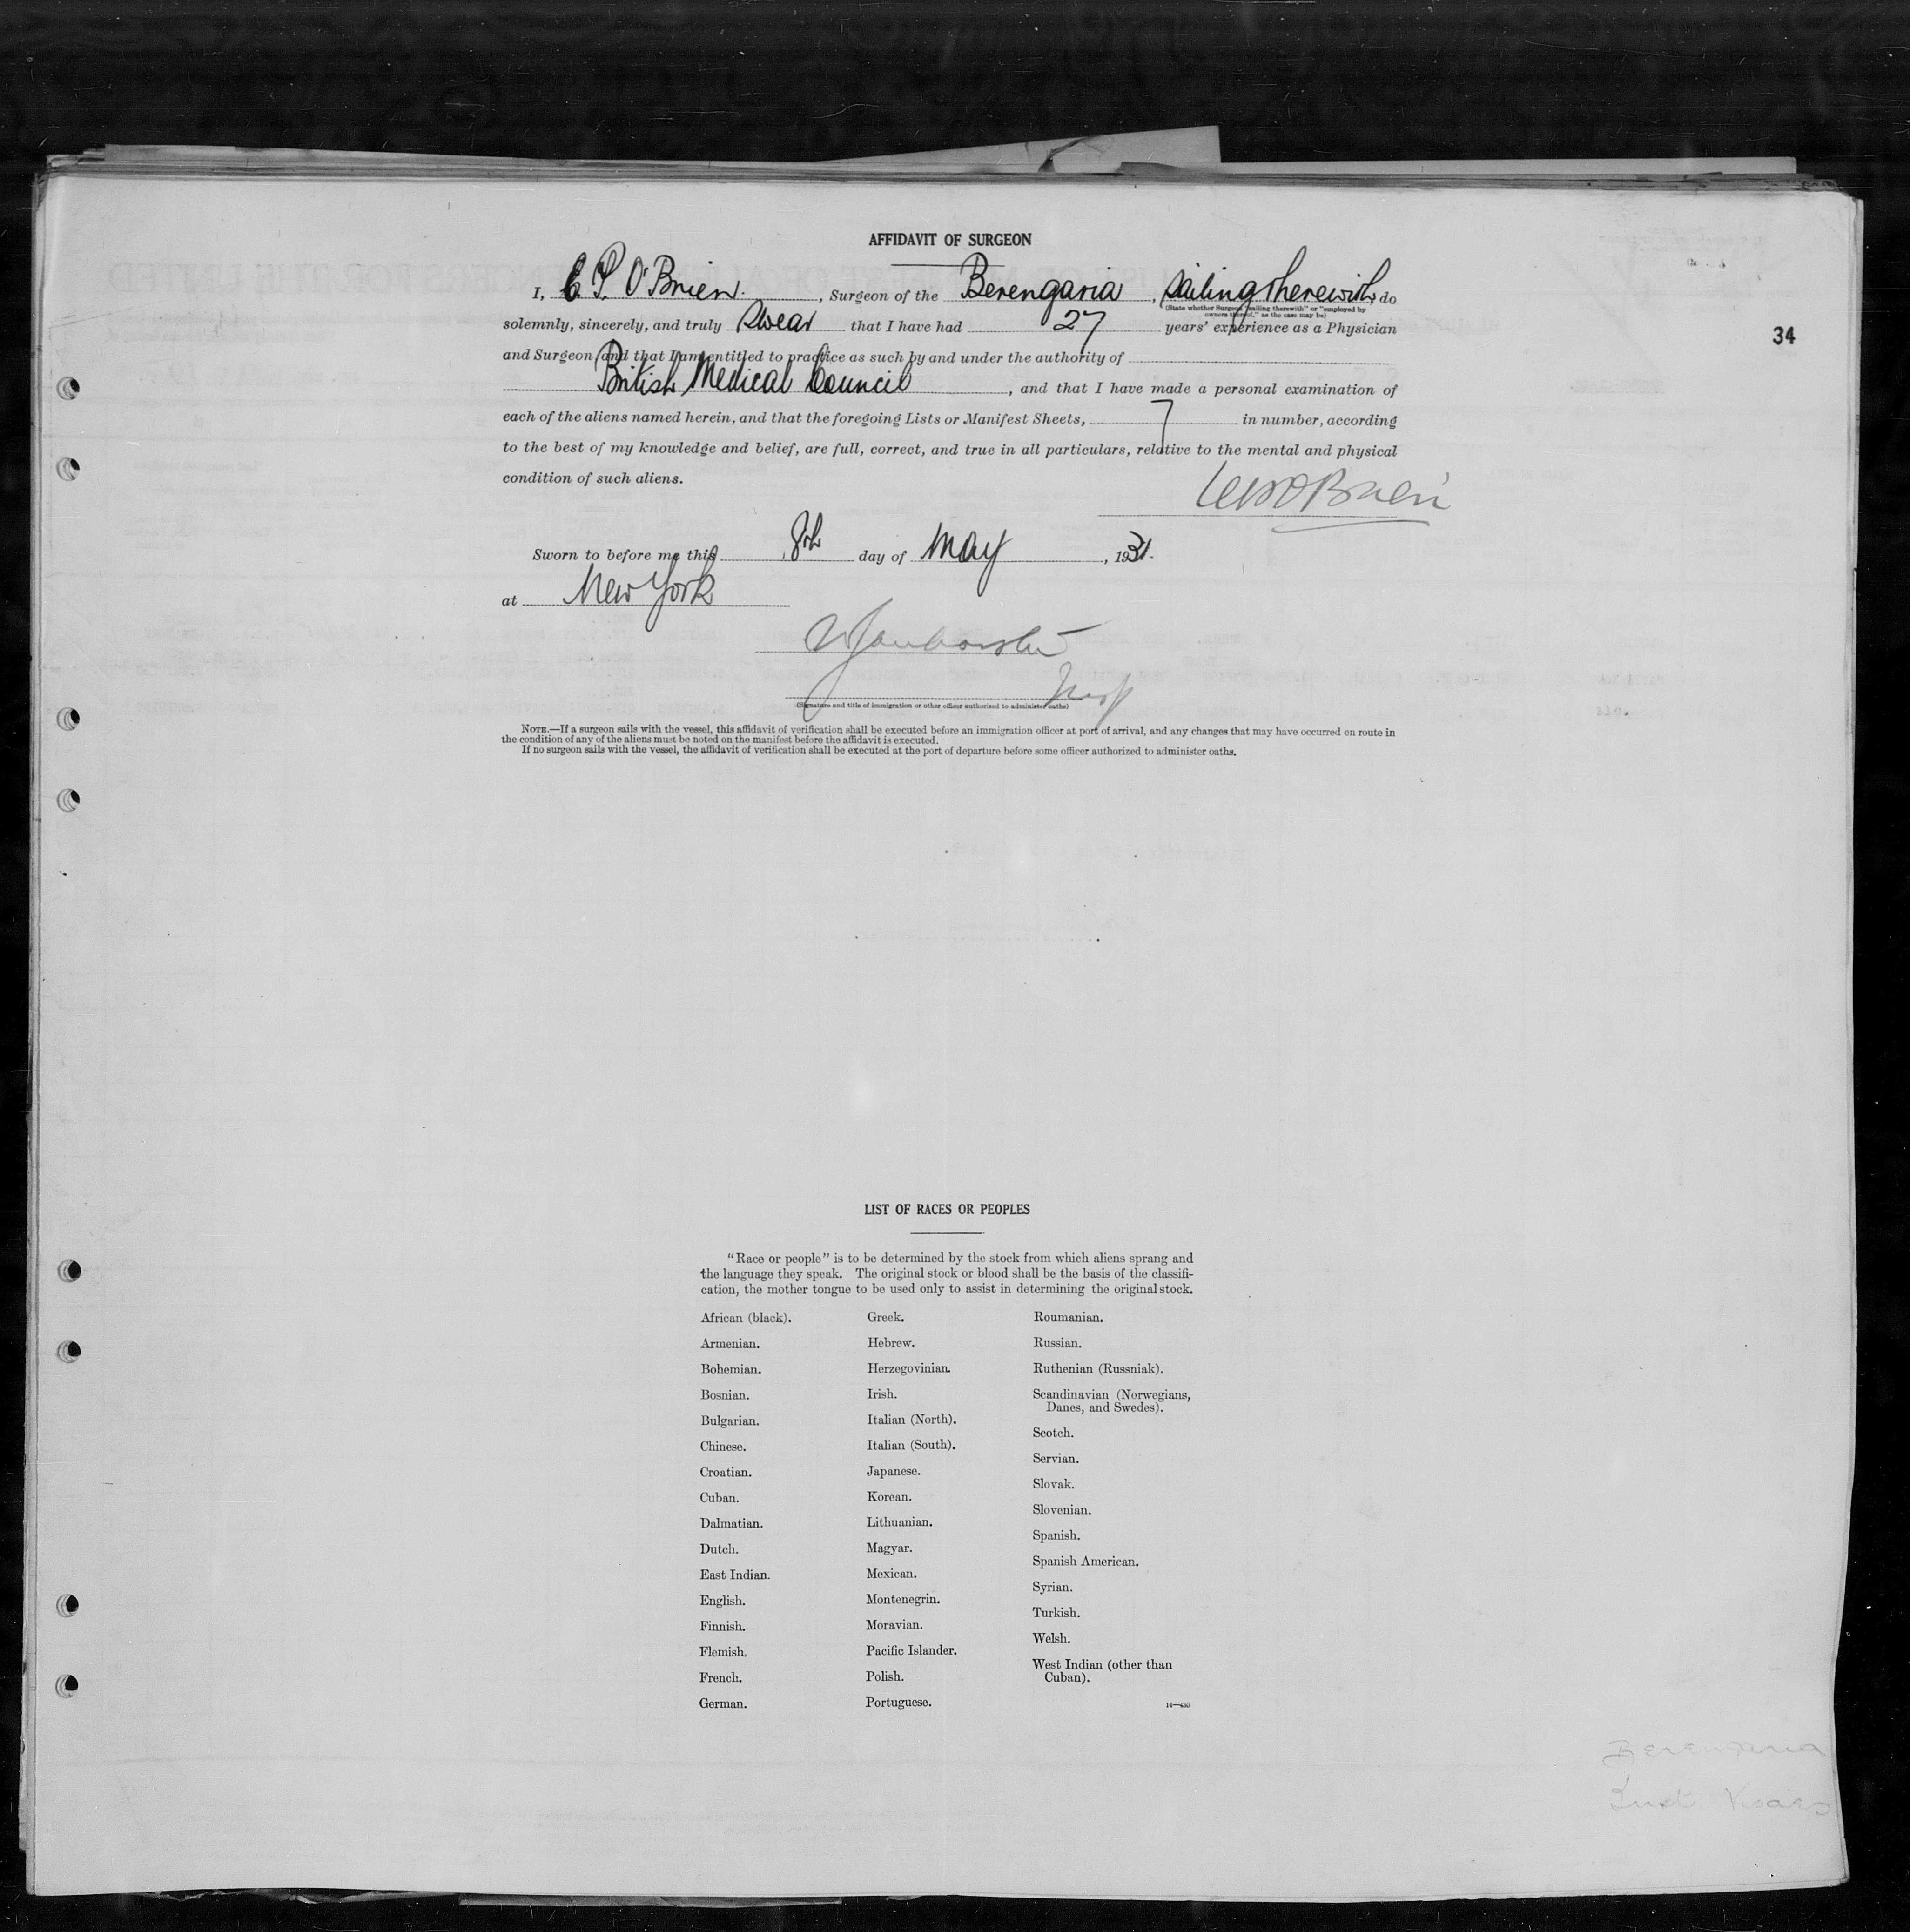 AFFIDAVIT OF SURGEON
I, O'Brien, Surgeon of the Berengaria, sailing therewith, do
(State whether Surgeon "sailing therewith" or "employed by
owners thereof," as the case may be)
solemnly, sincerely, and truly swear that I have had 27 years' experience as a Physician
34
and Surgeon, and that I am entitled to practice as such by and under the authority of
British Medical Council, and that I have made a personal examination of
each of the aliens named herein, and that the foregoing Lists or Manifest Sheets, 7 in number, according
to the best of my knowledge and belief, are full, correct, and true in all particulars, relative to the mental and physical
condition of such aliens.
O'Brien
Sworn to before me this 8th day of May, 1931.
at New York
Insp
(Signature and title of immigration or other officer authorized to administer oaths)
NOTE.—If a surgeon sails with the vessel, this affidavit of verification shall be executed before an immigration officer at port of arrival, and any changes that may have occurred en route in
the condition of any of the aliens must be noted on the manifest before the affidavit is executed.
If no surgeon sails with the vessel, the affidavit of verification shall be executed at the port of departure before some officer authorized to administer oaths.
LIST OF RACES OR PEOPLES
"Race or people" is to be determined by the stock from which aliens sprang and
the language they speak. The original stock or blood shall be the basis of the classifi-
cation, the mother tongue to be used only to assist in determining the original stock.
African (black).
Armenian.
Bohemian.
Bosnian.
Bulgarian.
Chinese.
Croatian.
Cuban.
Dalmatian.
Dutch.
East Indian.
English.
Finnish.
Flemish.
French.
German.
Greek.
Hebrew.
Herzegovinian.
Irish.
Italian (North).
Italian (South).
Japanese.
Korean.
Lithuanian.
Magyar.
Mexican.
Montenegrin.
Moravian.
Pacific Islander.
Polish.
Portuguese.
Roumanian.
Russian.
Ruthenian (Russniak).
Scandinavian (Norwegians,
Danes, and Swedes).
Scotch.
Servian.
Slovak.
Slovenian.
Spanish.
Spanish American.
Syrian.
Turkish.
Welsh.
West Indian (other than
Cuban).
14—430
Berengaria